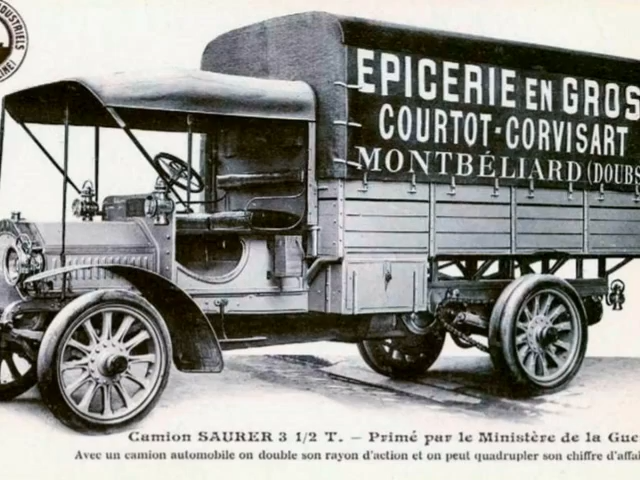 INDUSTRIELS
EPICERIE EN GROS
COURTOT-CORVISART
MONTBÉLIARD (DOUBS
Camion SAURER 3 1/2 T. – Primé par le Ministère de la Gue
Avec un camion automobile on double son rayon d'action et on peut quadrupler son chiffre d'affai